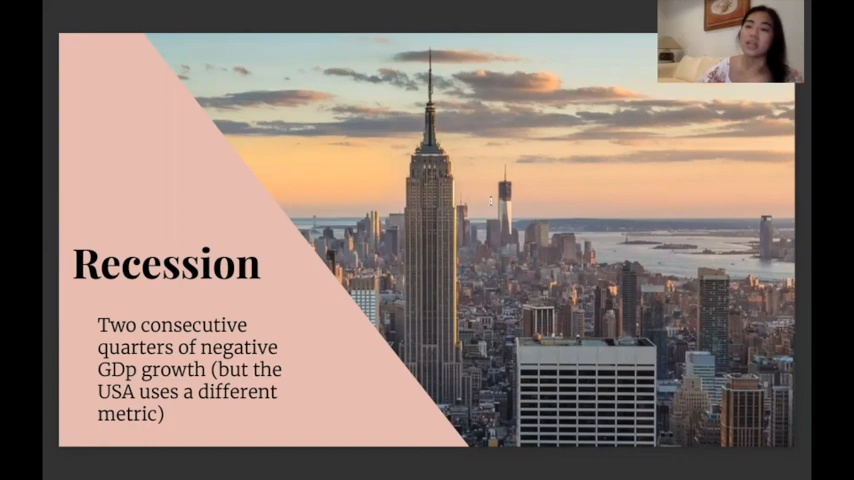 Recession
Two consecutive
quarters of negative
GDp growth (but the
USA uses a different
metric)